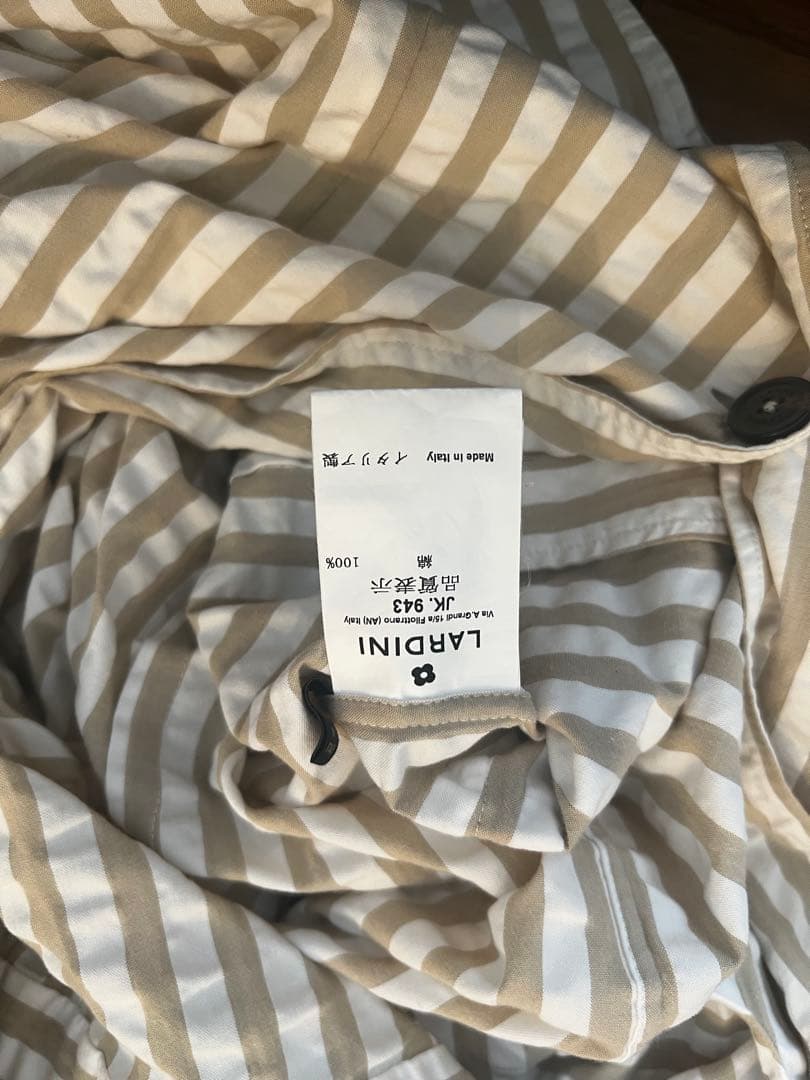 LARDINI
Via A.Grandi 15/a Filottrano (AN) Italy
JK. 943
品質表示
綿 100%
Made in Italy イタリア製